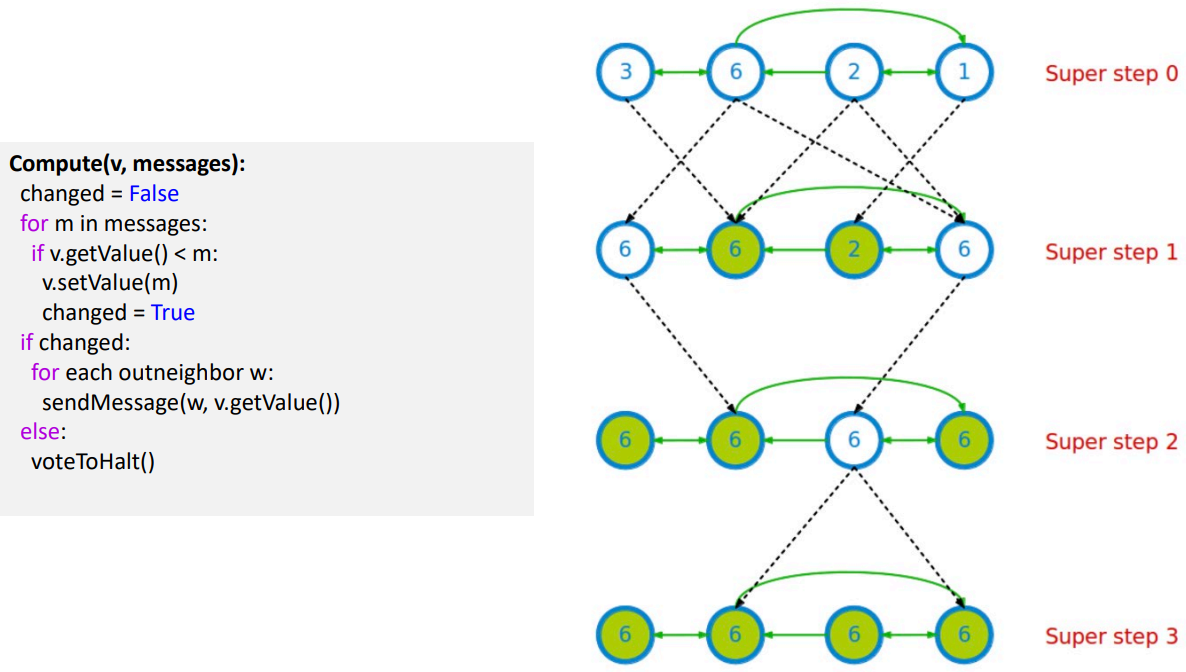 Compute(v, messages):
changed = False
for m in messages:
if v.getValue() < m:
v.setValue(m)
changed = True
if changed:
for each outneighbor w:
sendMessage(w, v.getValue())
else:
voteToHalt()
3 6 2 1 Super step 0
6 6 2 6 Super step 1
6 6 6 6 Super step 2
6 6 6 6 Super step 3